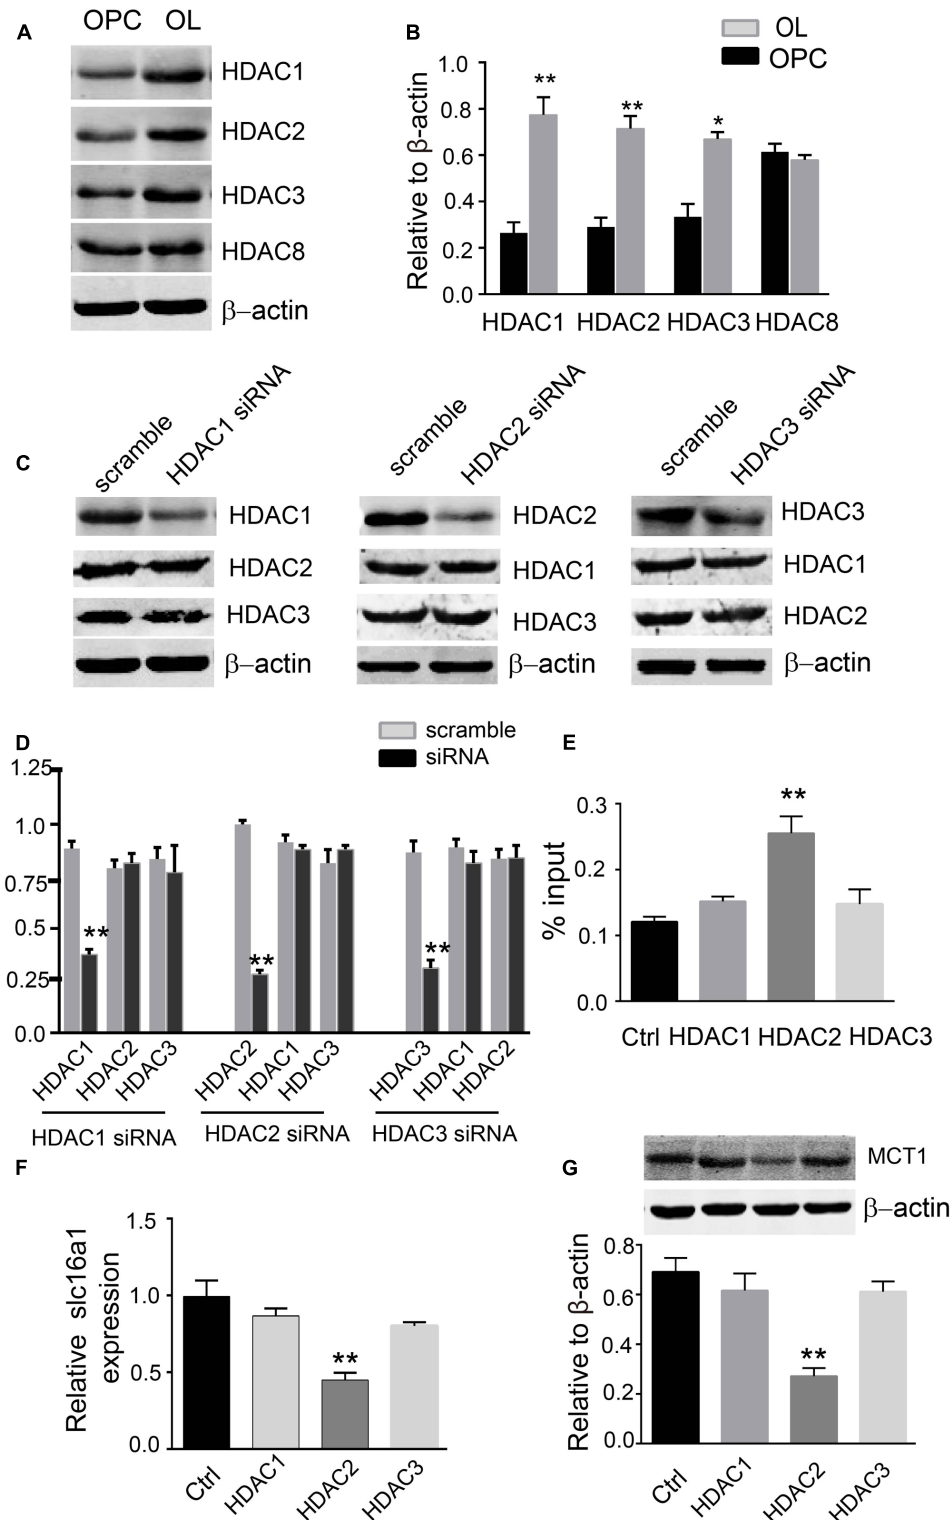 A
OPC OL
HDAC1
HDAC2
HDAC3
HDAC8
β–actin
B
OL
OPC
Relative to β-actin
1.0
0.8
0.6
0.4
0.2
0.0
**
**
*
HDAC1 HDAC2 HDAC3 HDAC8
C
scramble
HDAC1 siRNA
HDAC1
HDAC2
HDAC3
β–actin
scramble
HDAC2 siRNA
HDAC2
HDAC1
HDAC3
β–actin
scramble
HDAC3 siRNA
HDAC3
HDAC1
HDAC2
β–actin
D
scramble
siRNA
1.25
1.0
0.75
0.5
0.25
0.0
**
**
**
HDAC1
HDAC2
HDAC3
HDAC2
HDAC1
HDAC3
HDAC3
HDAC1
HDAC2
HDAC1 siRNA
HDAC2 siRNA
HDAC3 siRNA
E
% input
0.3
0.2
0.1
0.0
**
Ctrl HDAC1 HDAC2 HDAC3
F
Relative slc16a1
expression
1.5
1.0
0.5
0.0
**
Ctrl
HDAC1
HDAC2
HDAC3
G
MCT1
β–actin
Relative to β-actin
0.8
0.6
0.4
0.2
0.0
**
Ctrl
HDAC1
HDAC2
HDAC3